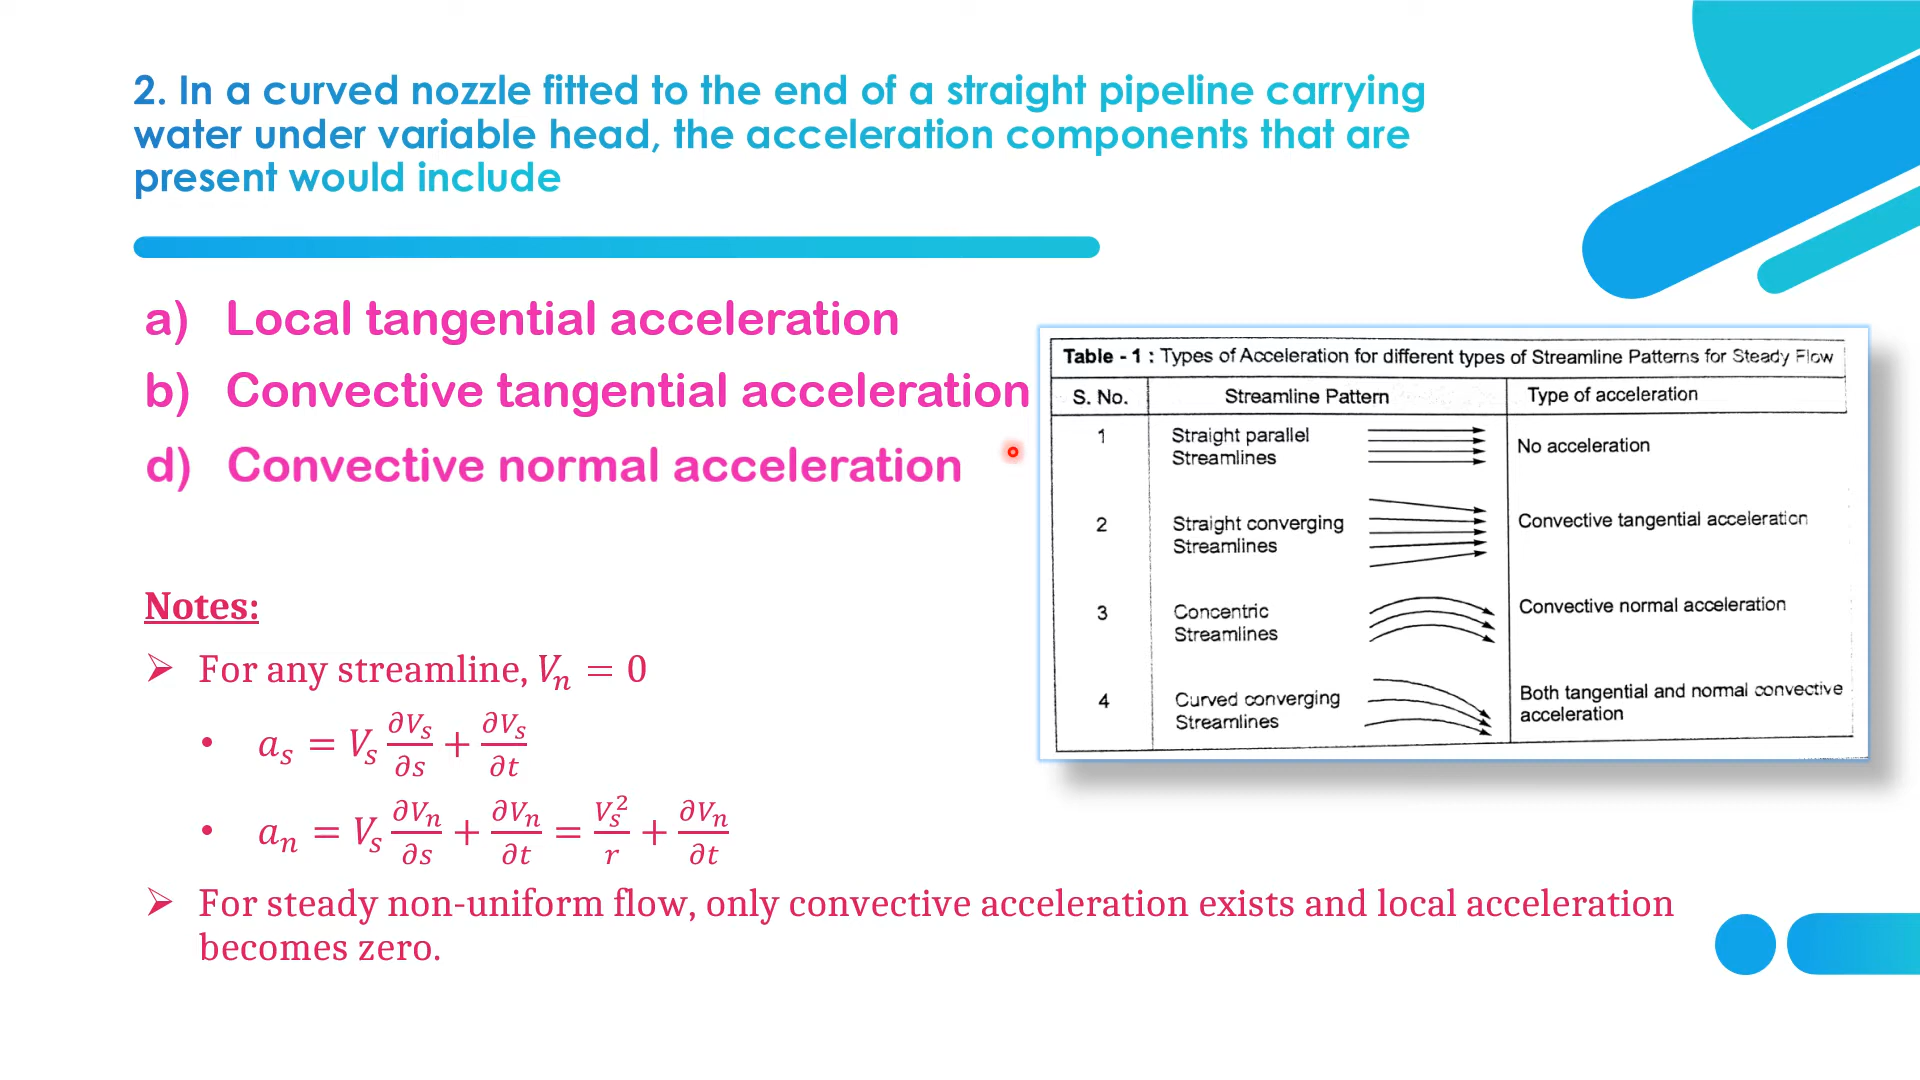 2. In a curved nozzle fitted to the end of a straight pipeline carrying
water under variable head, the acceleration components that are
present would include
a) Local tangential acceleration
b) Convective tangential acceleration
d) Convective normal acceleration
Table - 1 : Types of Acceleration for different types of Streamline Patterns for Steady Flow
S. No. Streamline Pattern Type of acceleration
1 Straight parallel Streamlines No acceleration
2 Straight converging Streamlines Convective tangential acceleration
3 Concentric Streamlines Convective normal acceleration
4 Curved converging Streamlines Both tangential and normal convective acceleration
Notes:
➢ For any streamline, Vₙ = 0
• aₛ = Vₛ ∂Vₛ/∂s + ∂Vₛ/∂t
• aₙ = Vₛ ∂Vₙ/∂s + ∂Vₙ/∂t = Vₛ²/r + ∂Vₙ/∂t
➢ For steady non-uniform flow, only convective acceleration exists and local acceleration
becomes zero.